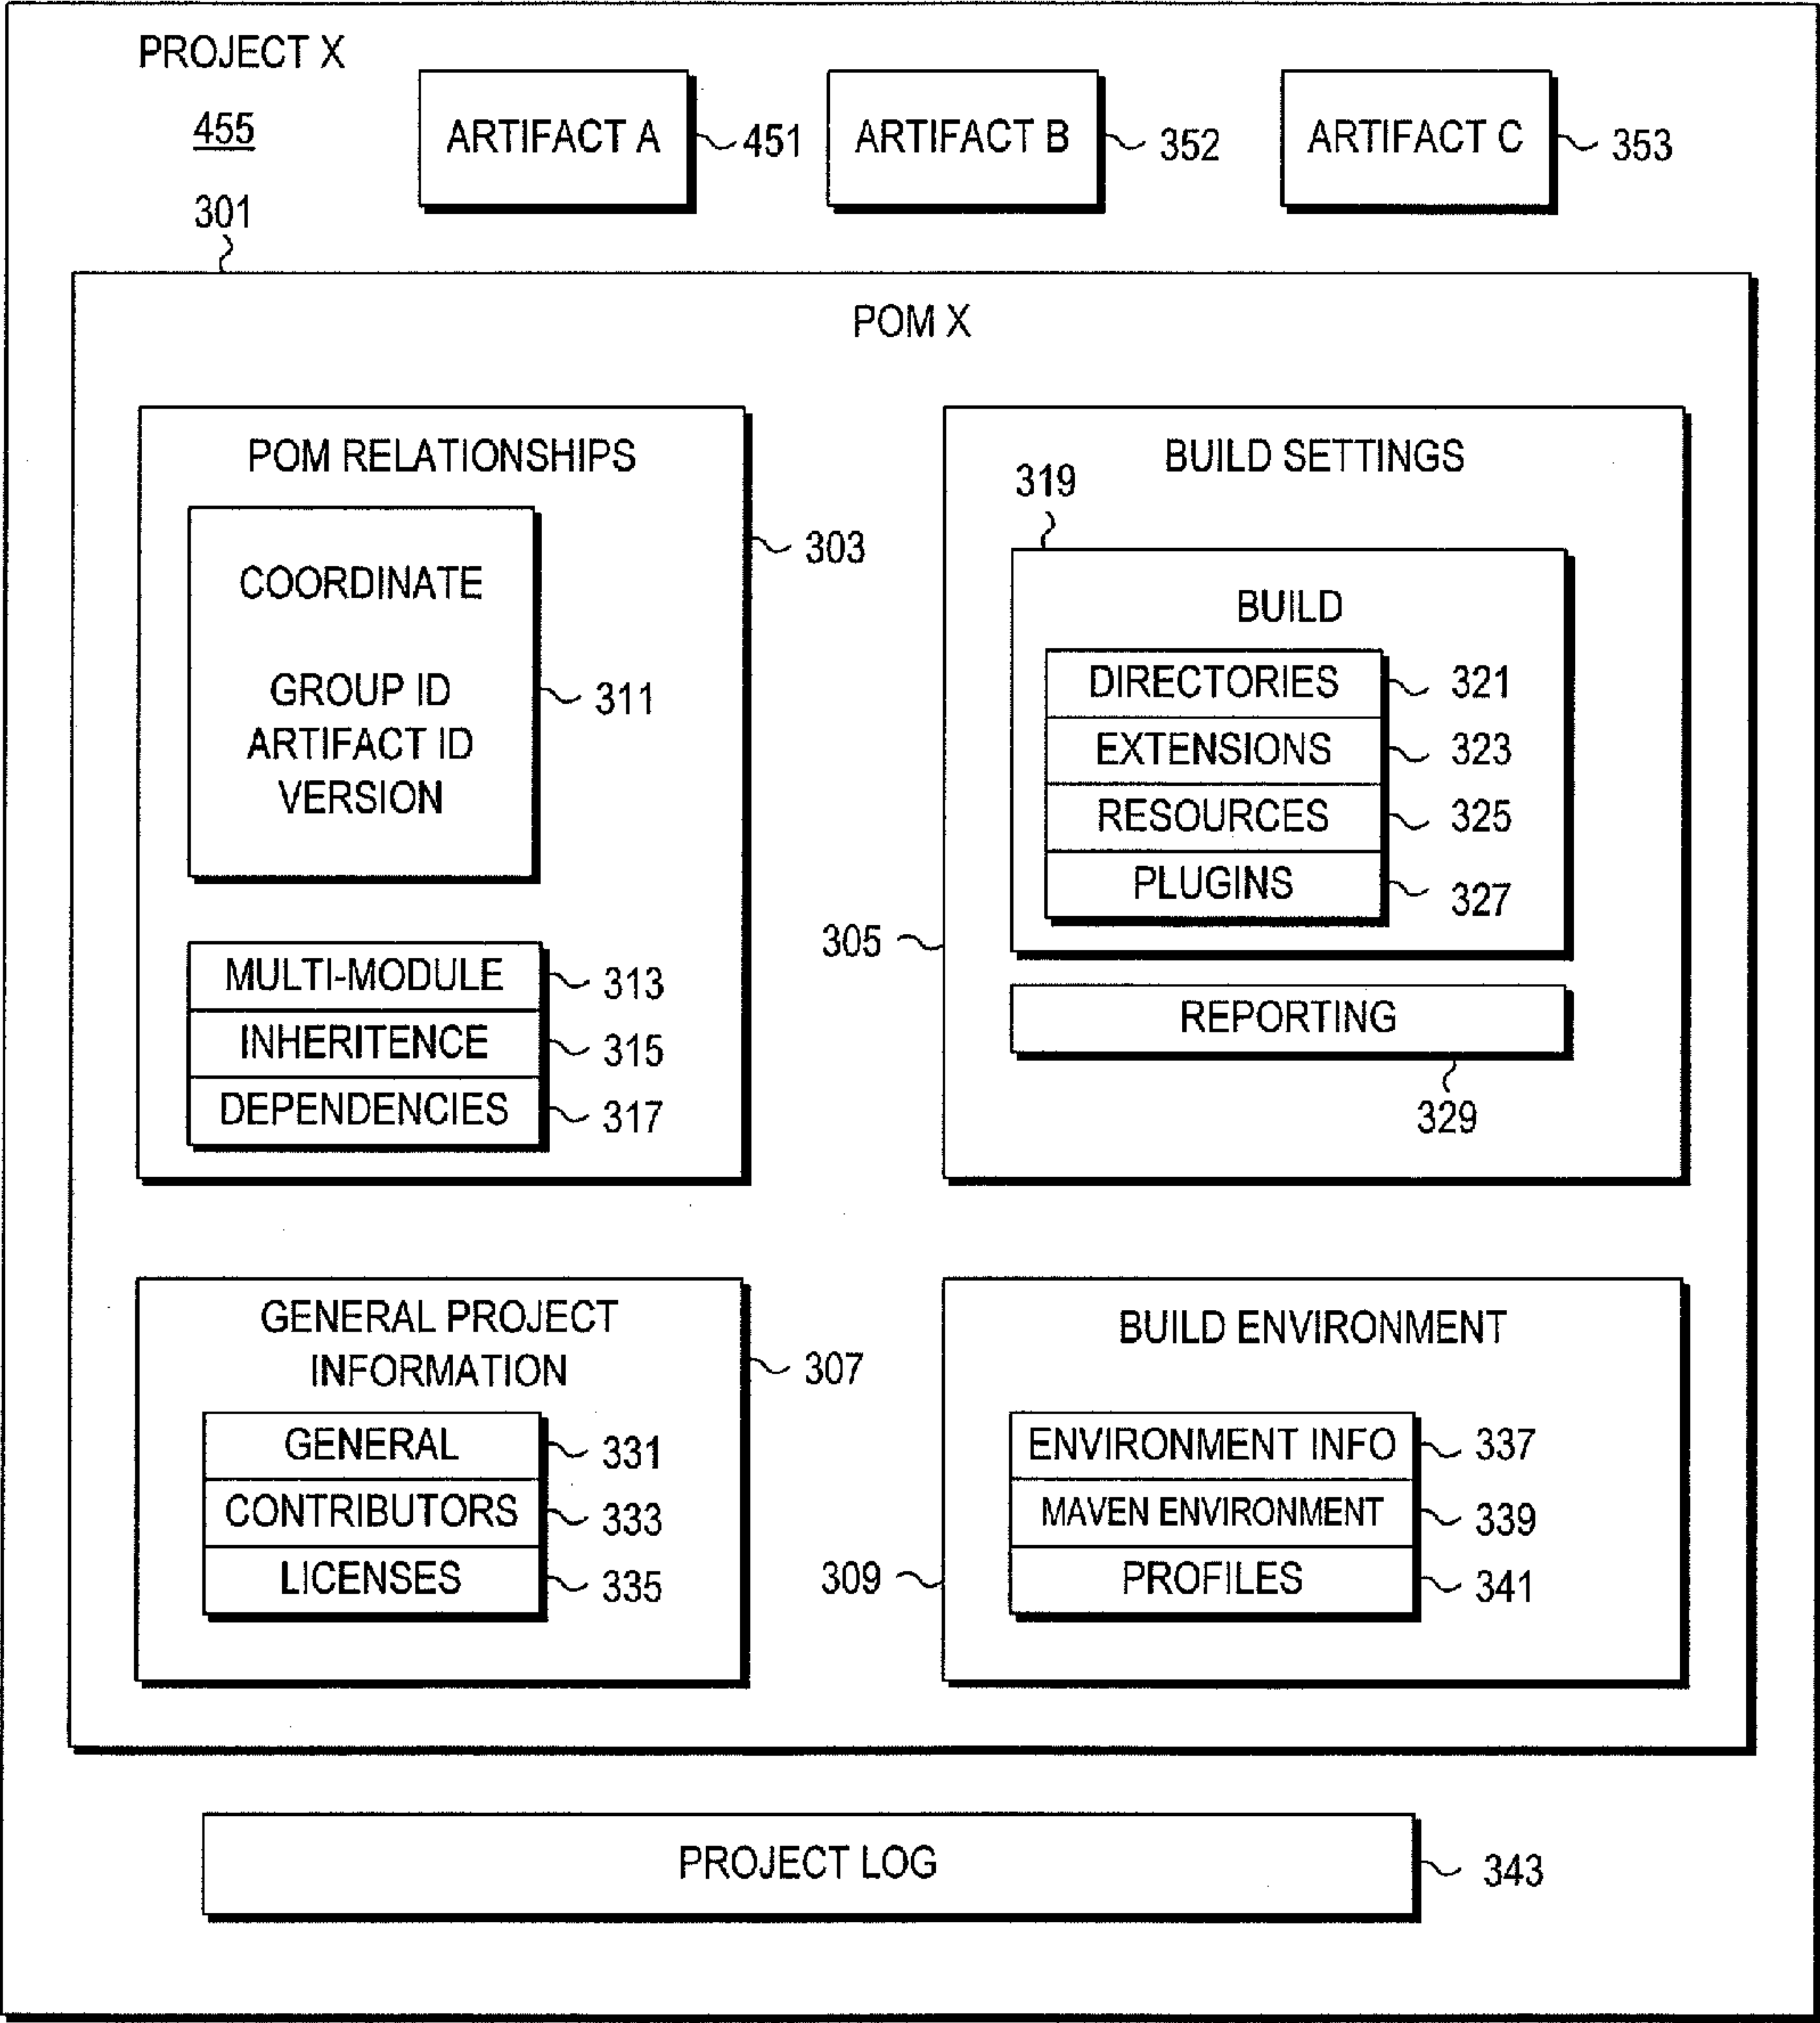 PROJECT X
455
ARTIFACT A
451
ARTIFACT B
352
ARTIFACT C
353
301
POM X
POM RELATIONSHIPS
303
COORDINATE
GROUP ID
ARTIFACT ID
VERSION
311
MULTI-MODULE
313
INHERITENCE
315
DEPENDENCIES
317
BUILD SETTINGS
305
319
BUILD
DIRECTORIES
321
EXTENSIONS
323
RESOURCES
325
PLUGINS
327
REPORTING
329
GENERAL PROJECT
INFORMATION
307
GENERAL
331
CONTRIBUTORS
333
LICENSES
335
BUILD ENVIRONMENT
309
ENVIRONMENT INFO
337
MAVEN ENVIRONMENT
339
PROFILES
341
PROJECT LOG
343